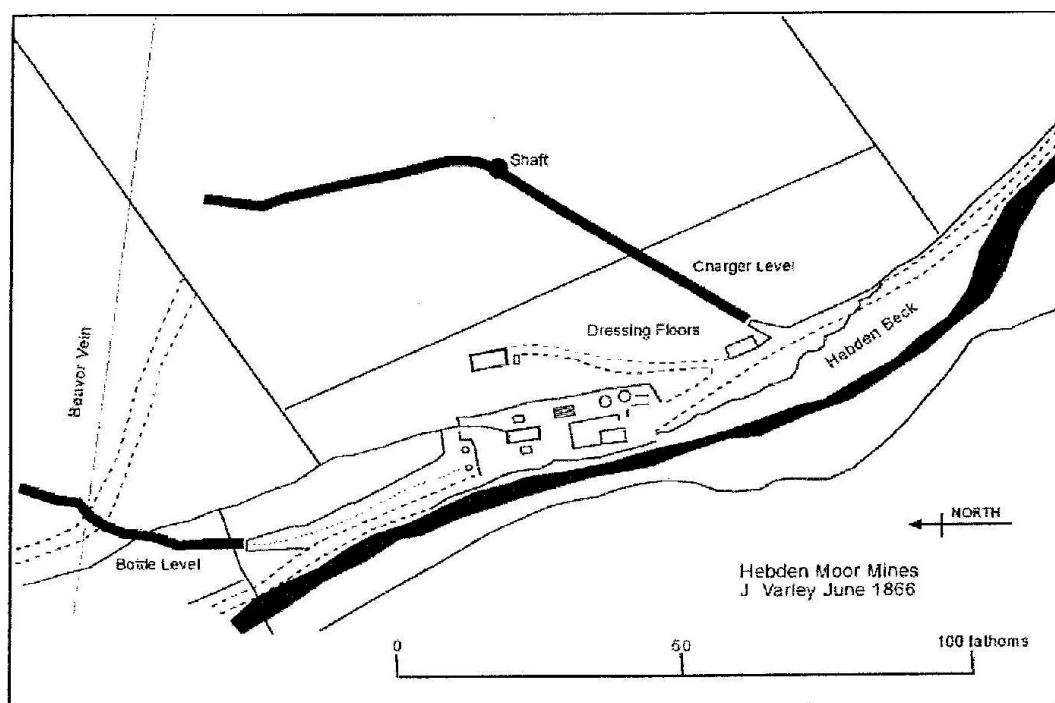 Shaft
Charger Level
Beavor Vein
Dressing Floors
Hebden Beck
Bottle Level
NORTH
Hebden Moor Mines
J Varley June 1866
0
50
100 fathoms